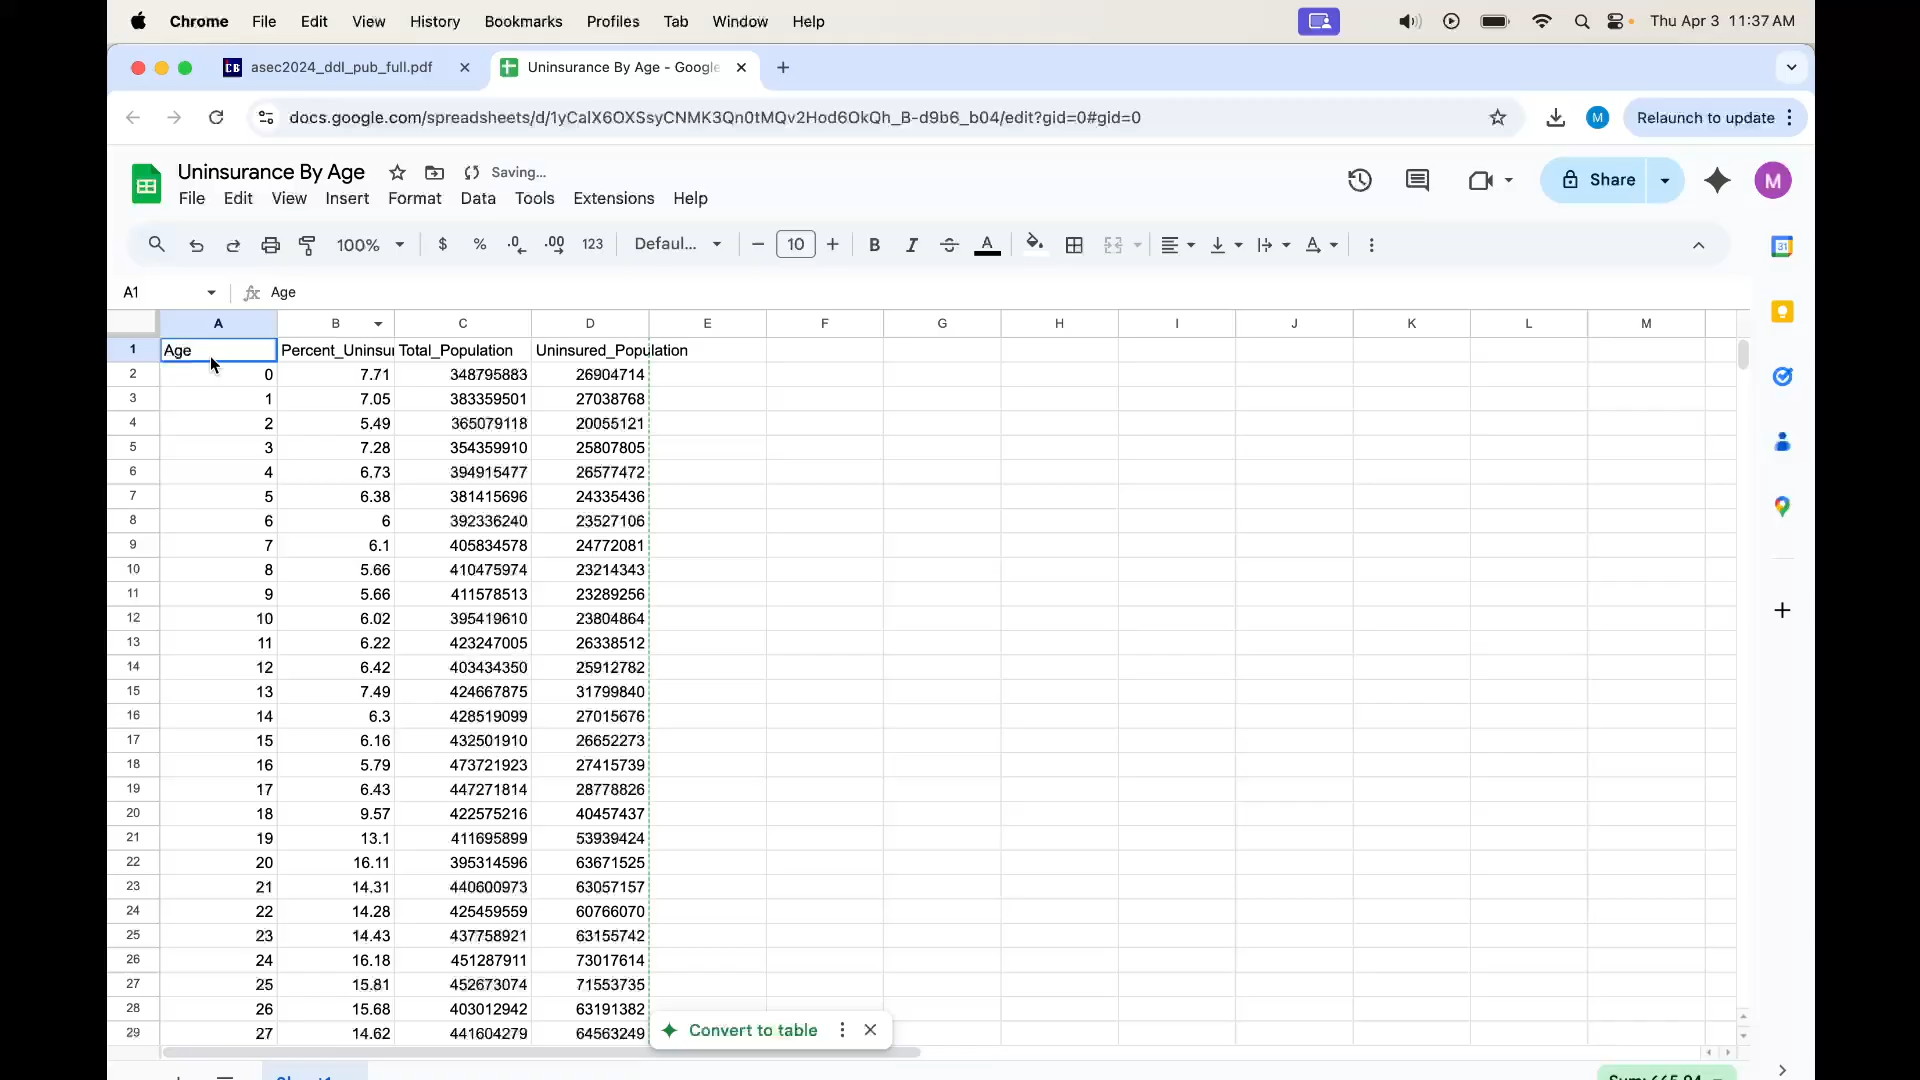 Chrome File Edit View History Bookmarks Profiles Tab Window Help Thu Apr 3 11:37 AM
CB asec2024_ddl_pub_full.pdf Uninsurance By Age - Google
docs.google.com/spreadsheets/d/1yCalX6OXSsyCNMK3Qn0tMQv2Hod6OkQh_B-d9b6_b04/edit?gid=0#gid=0 M Relaunch to update
Uninsurance By Age Saving...
File Edit View Insert Format Data Tools Extensions Help
Share M
100% $ % .0 .00 123 Defaul... 10 B I A A 31
A1 fx Age
A B C D E F G H I J K L M
1 Age Percent_Uninsur Total_Population Uninsured_Population
2 0 7.71 348795883 26904714
3 1 7.05 383359501 27038768
4 2 5.49 365079118 20055121
5 3 7.28 354359910 25807805
6 4 6.73 394915477 26577472
7 5 6.38 381415696 24335436
8 6 6 392336240 23527106
9 7 6.1 405834578 24772081
10 8 5.66 410475974 23214343
11 9 5.66 411578513 23289256
12 10 6.02 395419610 23804864
13 11 6.22 423247005 26338512
14 12 6.42 403434350 25912782
15 13 7.49 424667875 31799840
16 14 6.3 428519099 27015676
17 15 6.16 432501910 26652273
18 16 5.79 473721923 27415739
19 17 6.43 447271814 28778826
20 18 9.57 422575216 40457437
21 19 13.1 411695899 53939424
22 20 16.11 395314596 63671525
23 21 14.31 440600973 63057157
24 22 14.28 425459559 60766070
25 23 14.43 437758921 63155742
26 24 16.18 451287911 73017614
27 25 15.81 452673074 71553735
28 26 15.68 403012942 63191382
29 27 14.62 441604279 64563249
Convert to table